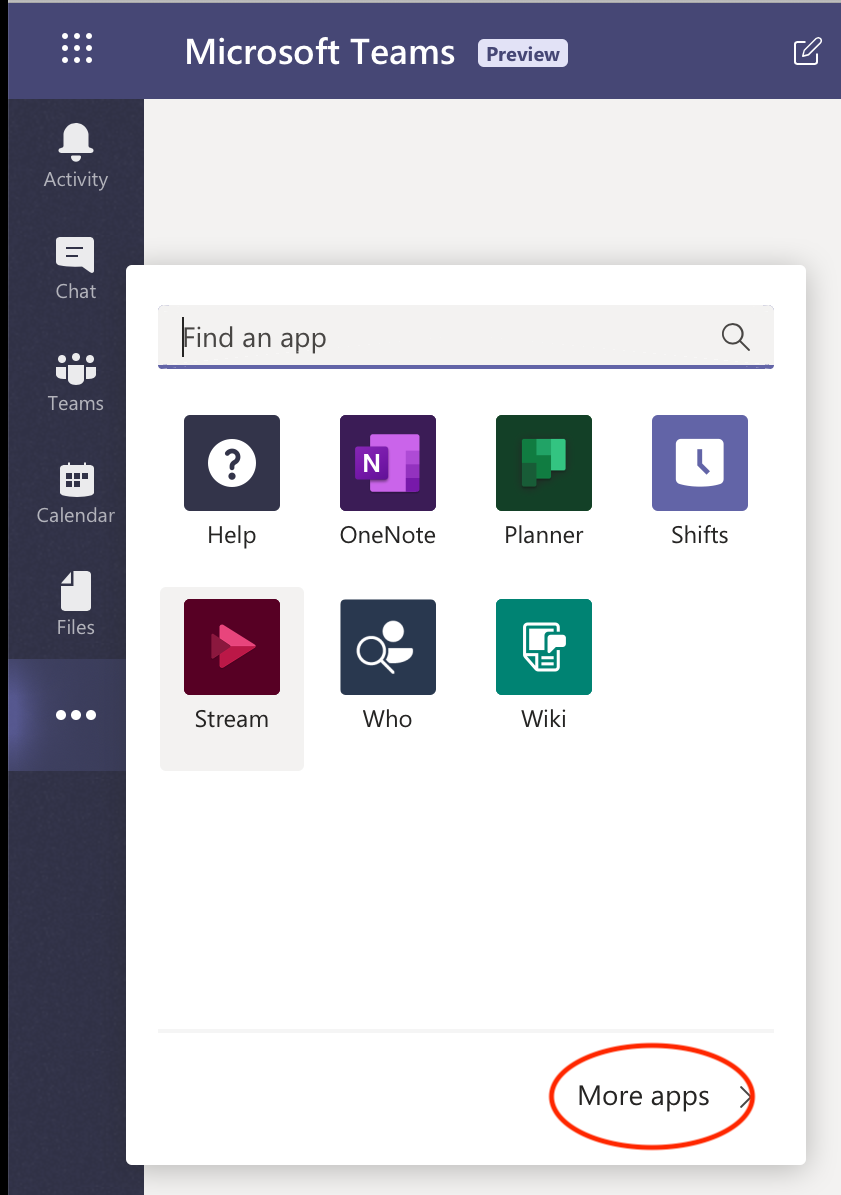 Microsoft Teams Preview
Activity
Chat
Teams
Calendar
Files
Find an app
Help OneNote Planner Shifts
N
Stream Who Wiki
More apps